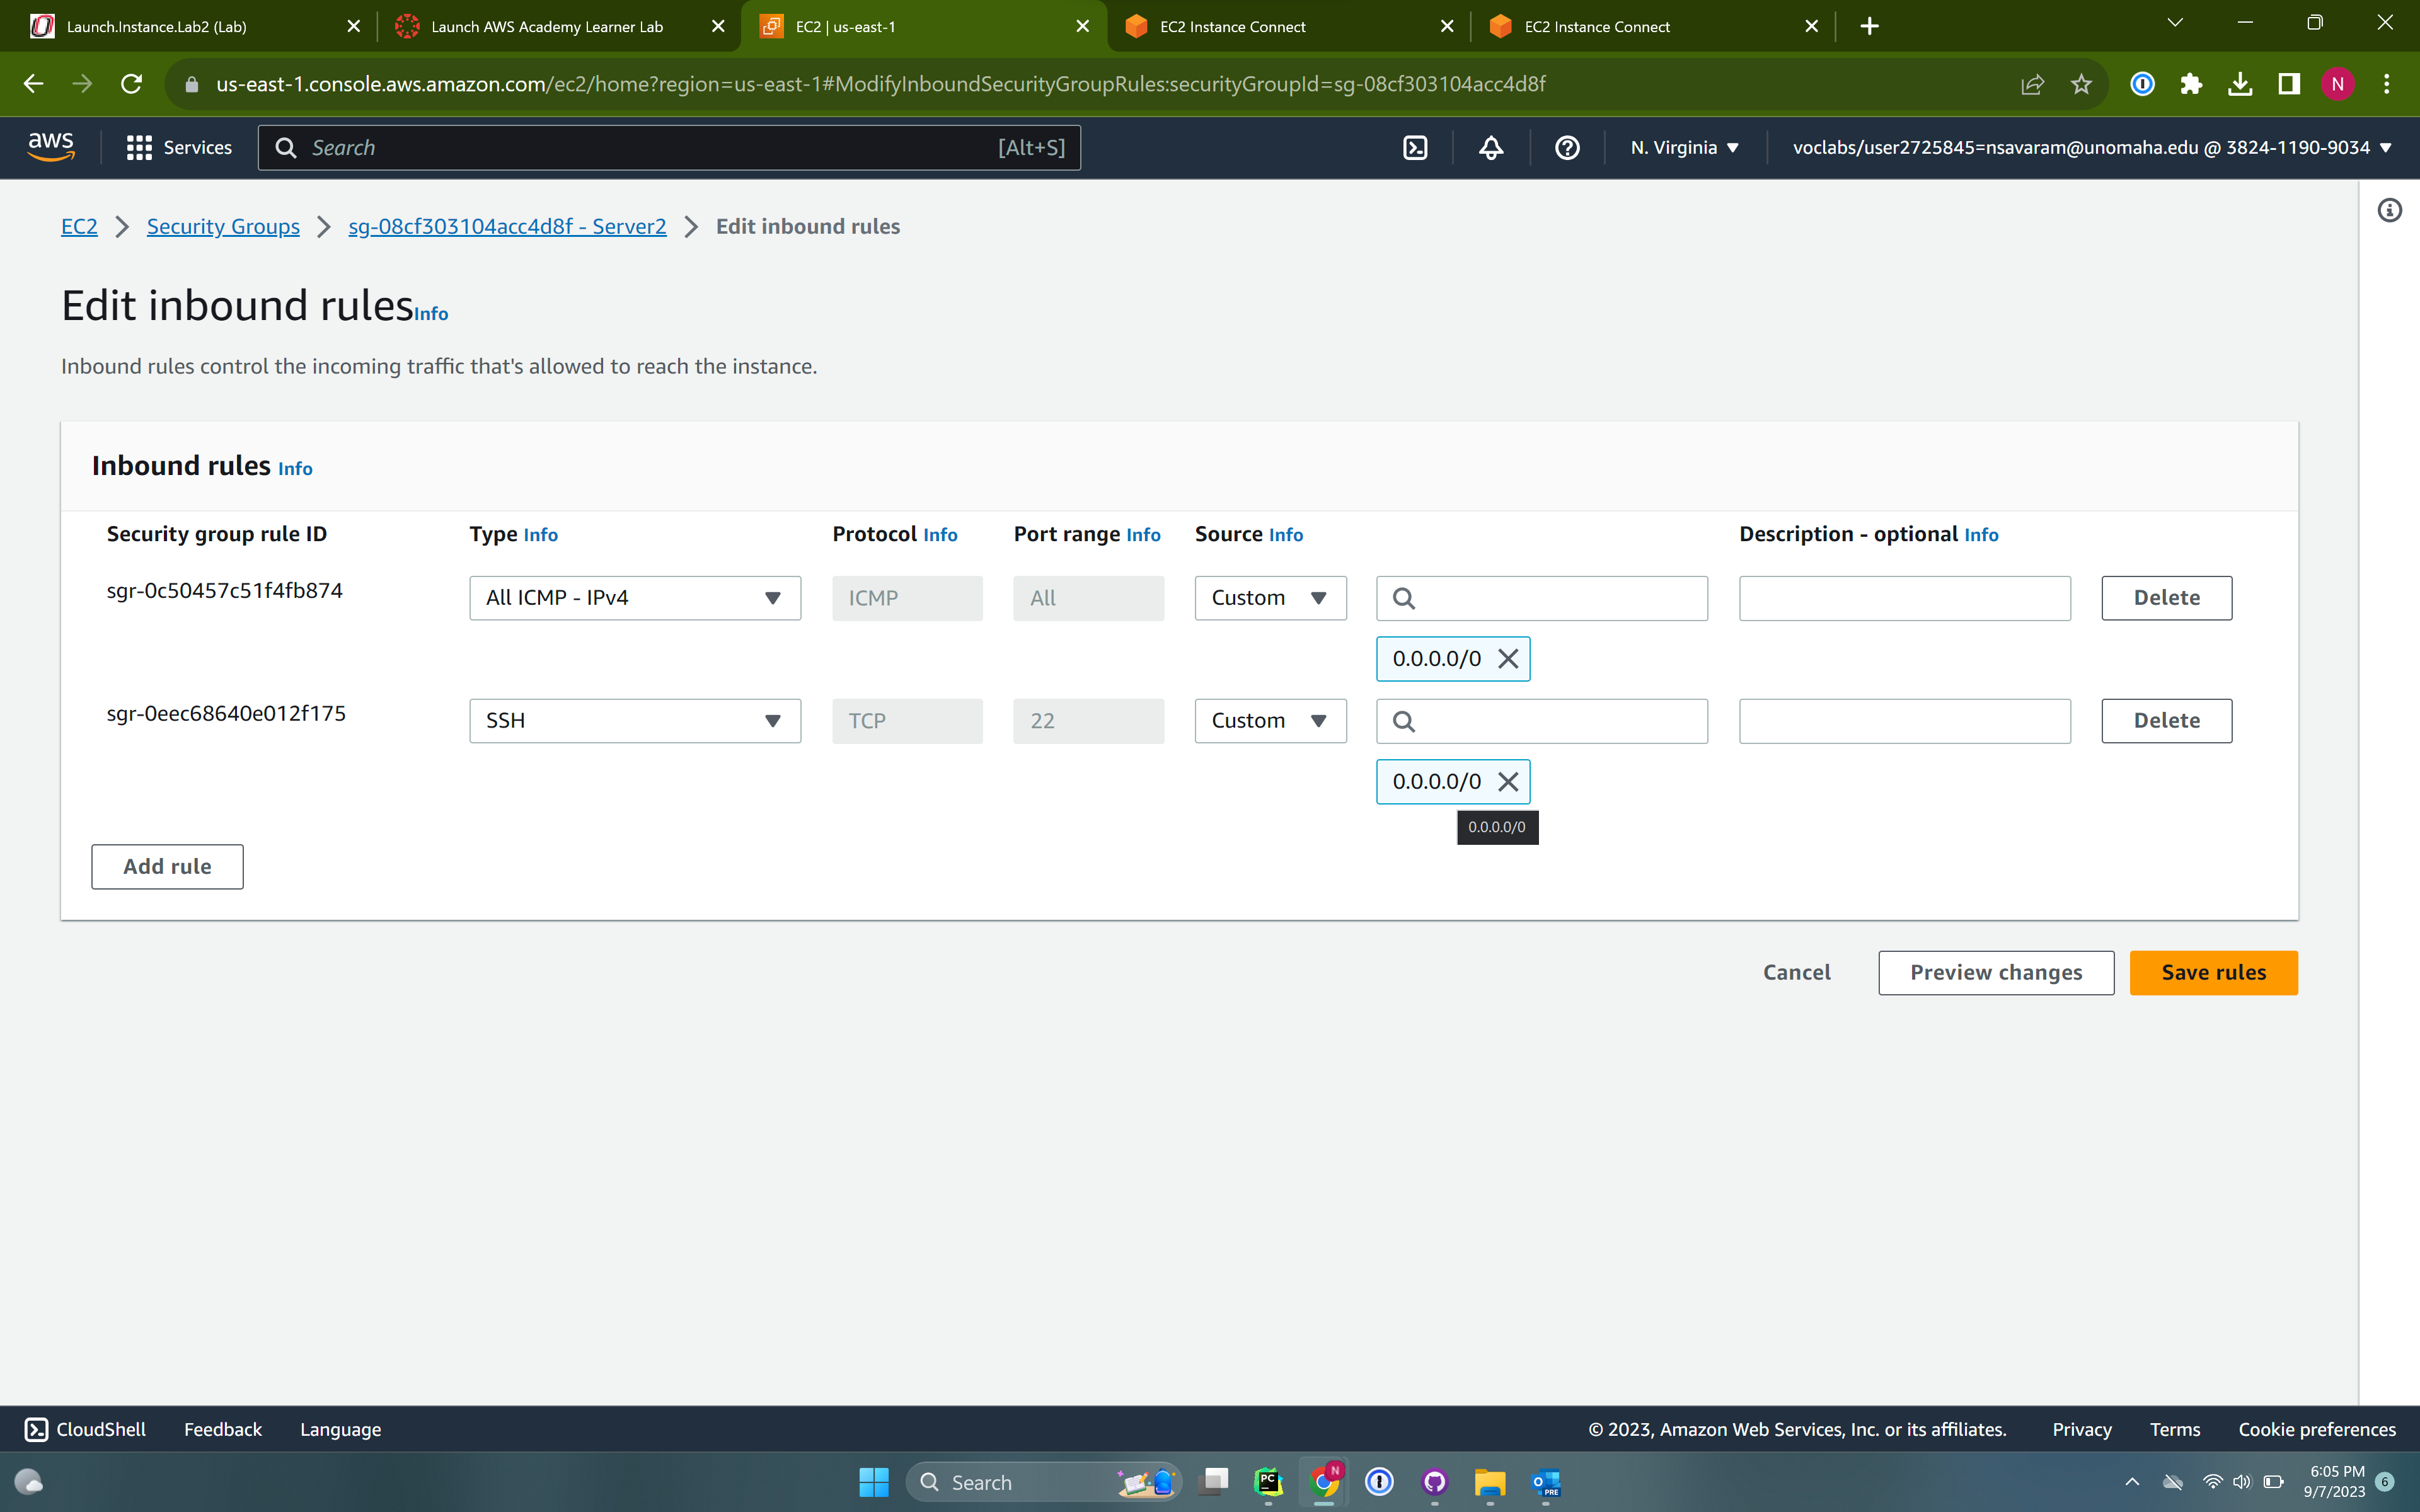 Launch.Instance.Lab2 (Lab)
Launch AWS Academy Learner Lab
EC2 | us-east-1
EC2 Instance Connect
EC2 Instance Connect
us-east-1.console.aws.amazon.com/ec2/home?region=us-east-1#ModifyInboundSecurityGroupRules:securityGroupId=sg-08cf303104acc4d8f
N
aws
Services
Search
[Alt+S]
N. Virginia
voclabs/user2725845=nsavaram@unomaha.edu @ 3824-1190-9034
EC2
Security Groups
sg-08cf303104acc4d8f - Server2
Edit inbound rules
Edit inbound rules Info
Inbound rules control the incoming traffic that's allowed to reach the instance.
Inbound rules Info
Security group rule ID
Type Info
Protocol Info
Port range Info
Source Info
Description - optional Info
sgr-0c50457c51f4fb874
All ICMP - IPv4
ICMP
All
Custom
Delete
0.0.0.0/0
sgr-0eec68640e012f175
SSH
TCP
22
Custom
Delete
0.0.0.0/0
0.0.0.0/0
Add rule
Cancel
Preview changes
Save rules
CloudShell
Feedback
Language
© 2023, Amazon Web Services, Inc. or its affiliates.
Privacy
Terms
Cookie preferences
Search
PC
N
PRE
6:05 PM
9/7/2023
6